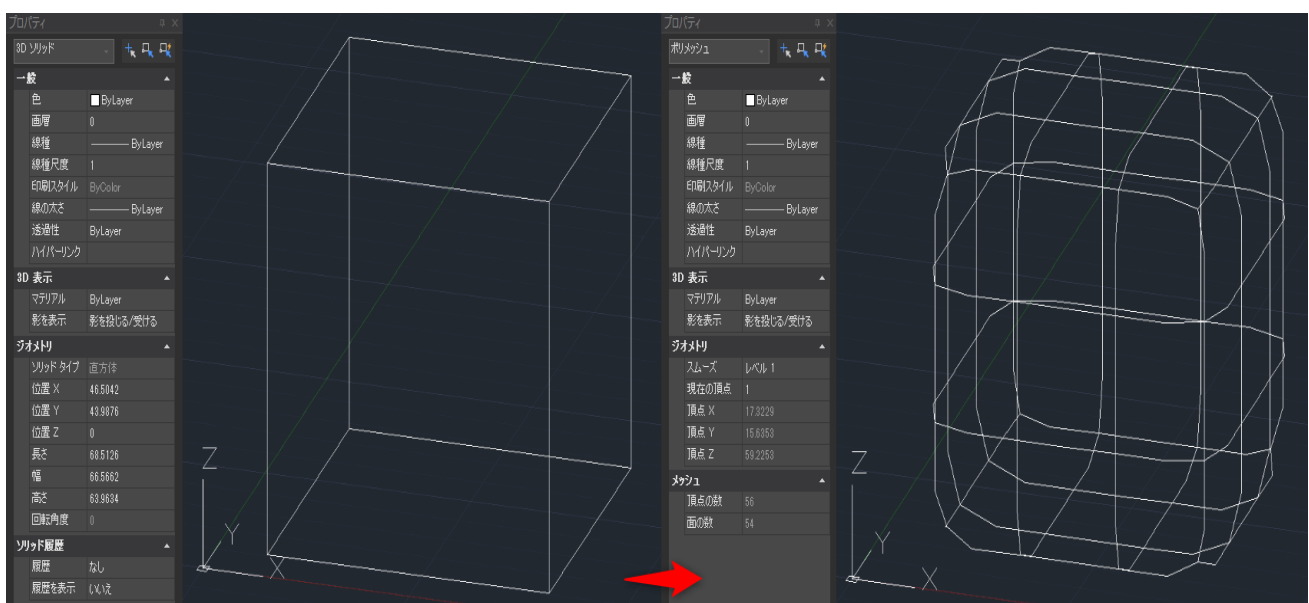 プロパティ
3D ソリッド
一般
色 ByLayer
画層 0
線種 ByLayer
線種尺度 1
印刷スタイル ByColor
線の太さ ByLayer
透過性 ByLayer
ハイパーリンク
3D 表示
マテリアル ByLayer
影を表示 影を投じる/受ける
ジオメトリ
ソリッド タイプ 直方体
位置 X 46.5042
位置 Y 43.9876
位置 Z 0
長さ 68.5126
幅 66.5662
高さ 63.9634
回転角度 0
ソリッド履歴
履歴 なし
履歴を表示 いいえ
Z
Y
X
プロパティ
ポリメッシュ
一般
色 ByLayer
画層 0
線種 ByLayer
線種尺度 1
印刷スタイル ByColor
線の太さ ByLayer
透過性 ByLayer
ハイパーリンク
3D 表示
マテリアル ByLayer
影を表示 影を投じる/受ける
ジオメトリ
スムーズ レベル 1
現在の頂点 1
頂点 X 17.3229
頂点 Y 15.6353
頂点 Z 59.2253
メッシュ
頂点の数 56
面の数 54
Z
Y
X